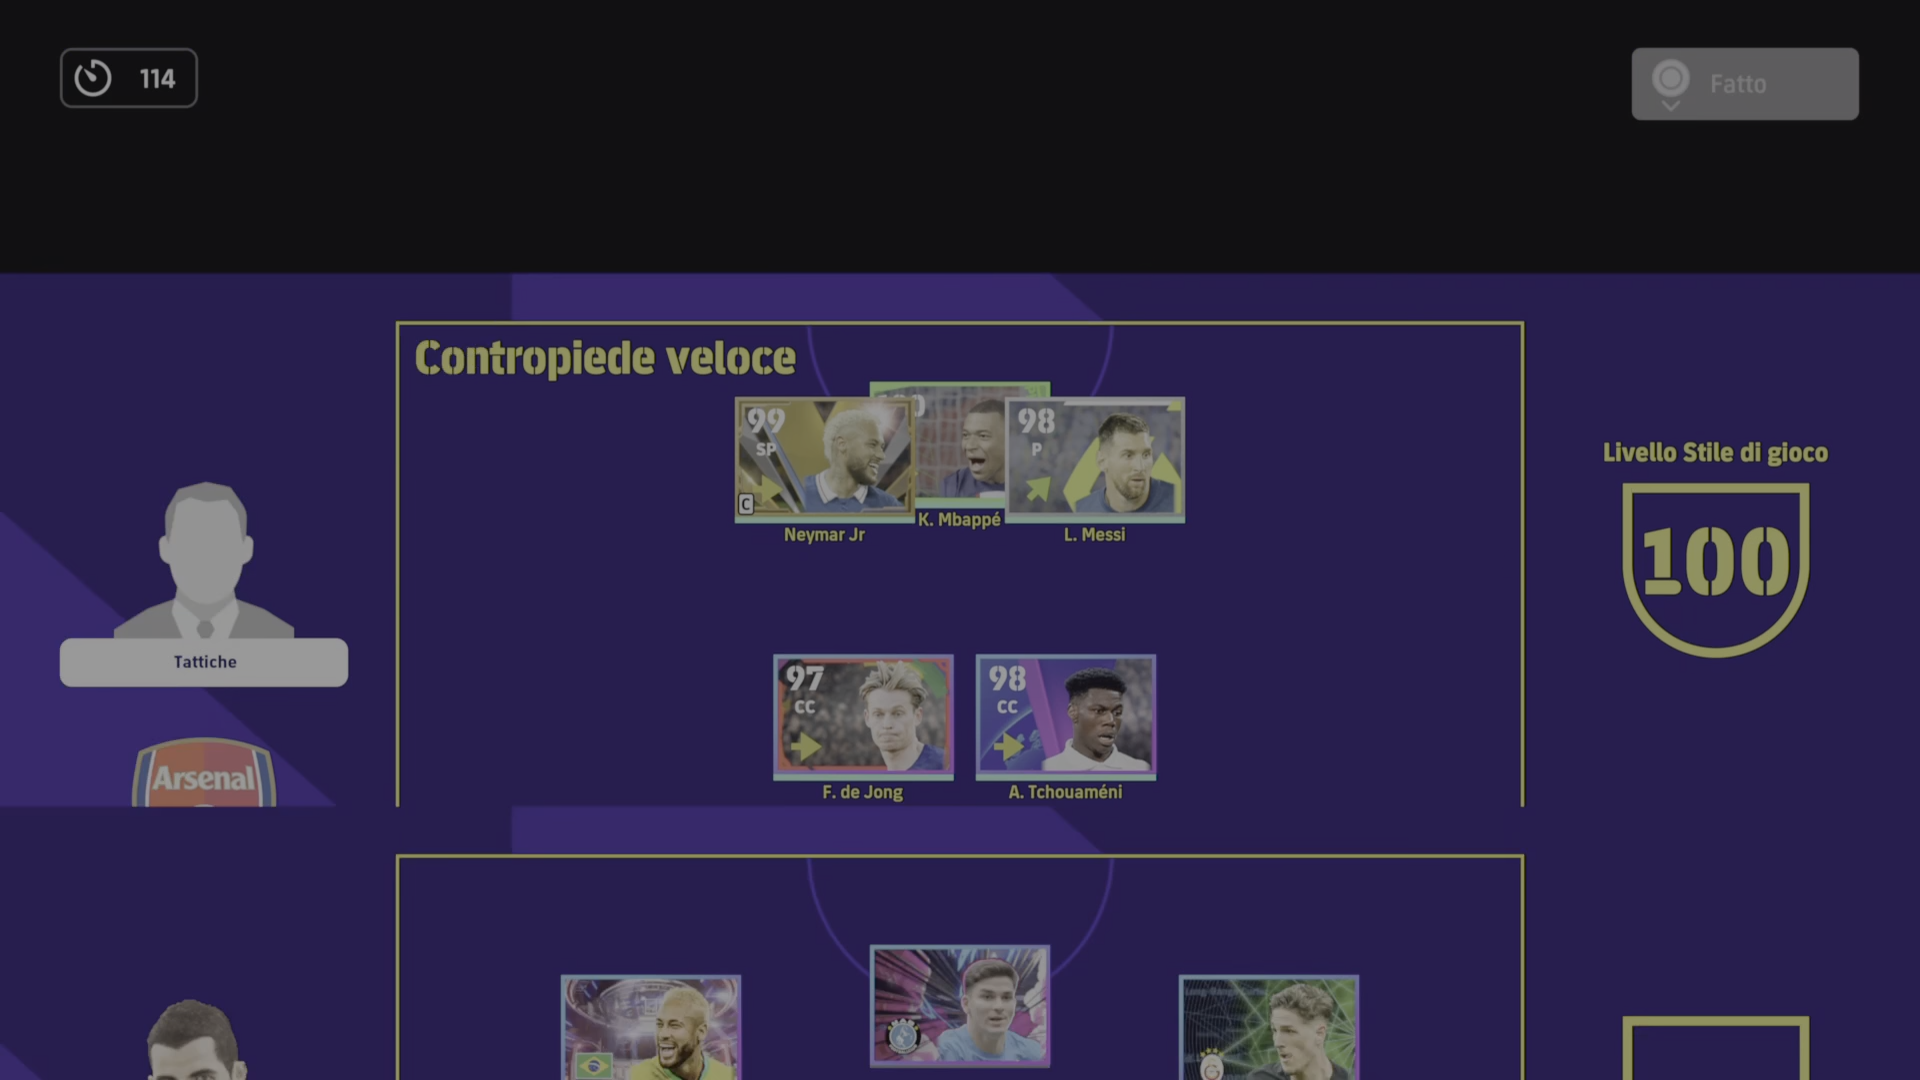 114
Fatto
Contropiede veloce
99
SP
C
Neymar Jr
K. Mbappé
98
P
L. Messi
Livello Stile di gioco
100
Tattiche
Arsenal
97
CC
F. de Jong
98
CC
A. Tchouaméni